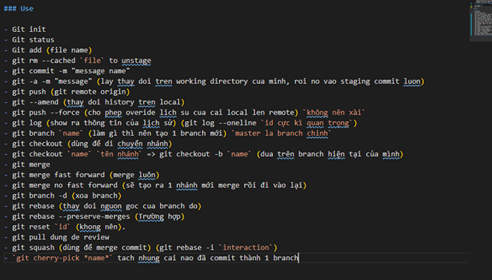 ### Use
- Git init
- Git status
- Git add (file name)
- git rm --cached `file` to unstage
- git commit -m "message name"
- git -a -m "message" (lay thay doi tren working directory cua minh, roi no vao staging commit luon)
- git push (git remote origin)
- git --amend (thay doi history tren local)
- git push --force (cho phep overide lịch su cua cai local len remote) `không nên xài`
- git log (show ra thông tin của lịch sử) (git log --oneline `id cực kì quan trọng`)
- git branch `name` (làm gì thì nên tạo 1 branch mới) `master la branch chính`
- git checkout (dùng để di chuyển nhánh)
- git checkout `name` `tên nhánh` => git checkout -b `name` (dua trên branch hiện tại của mình)
- git merge
- git merge fast forward (merge luôn)
- git merge no fast forward (sẽ tạo ra 1 nhánh mới merge rồi đi vào lại)
- git branch -d (xoa branch)
- git rebase (thay doi nguon goc cua branch do)
- git rebase --preserve-merges (Trường hợp)
- git reset `id` (khong nên).
- git pull dung de review
- git squash (dùng để merge commit) (git rebase -i `interaction`)
- `git cherry-pick *name*` tach nhung cai nao đã commit thành 1 branch